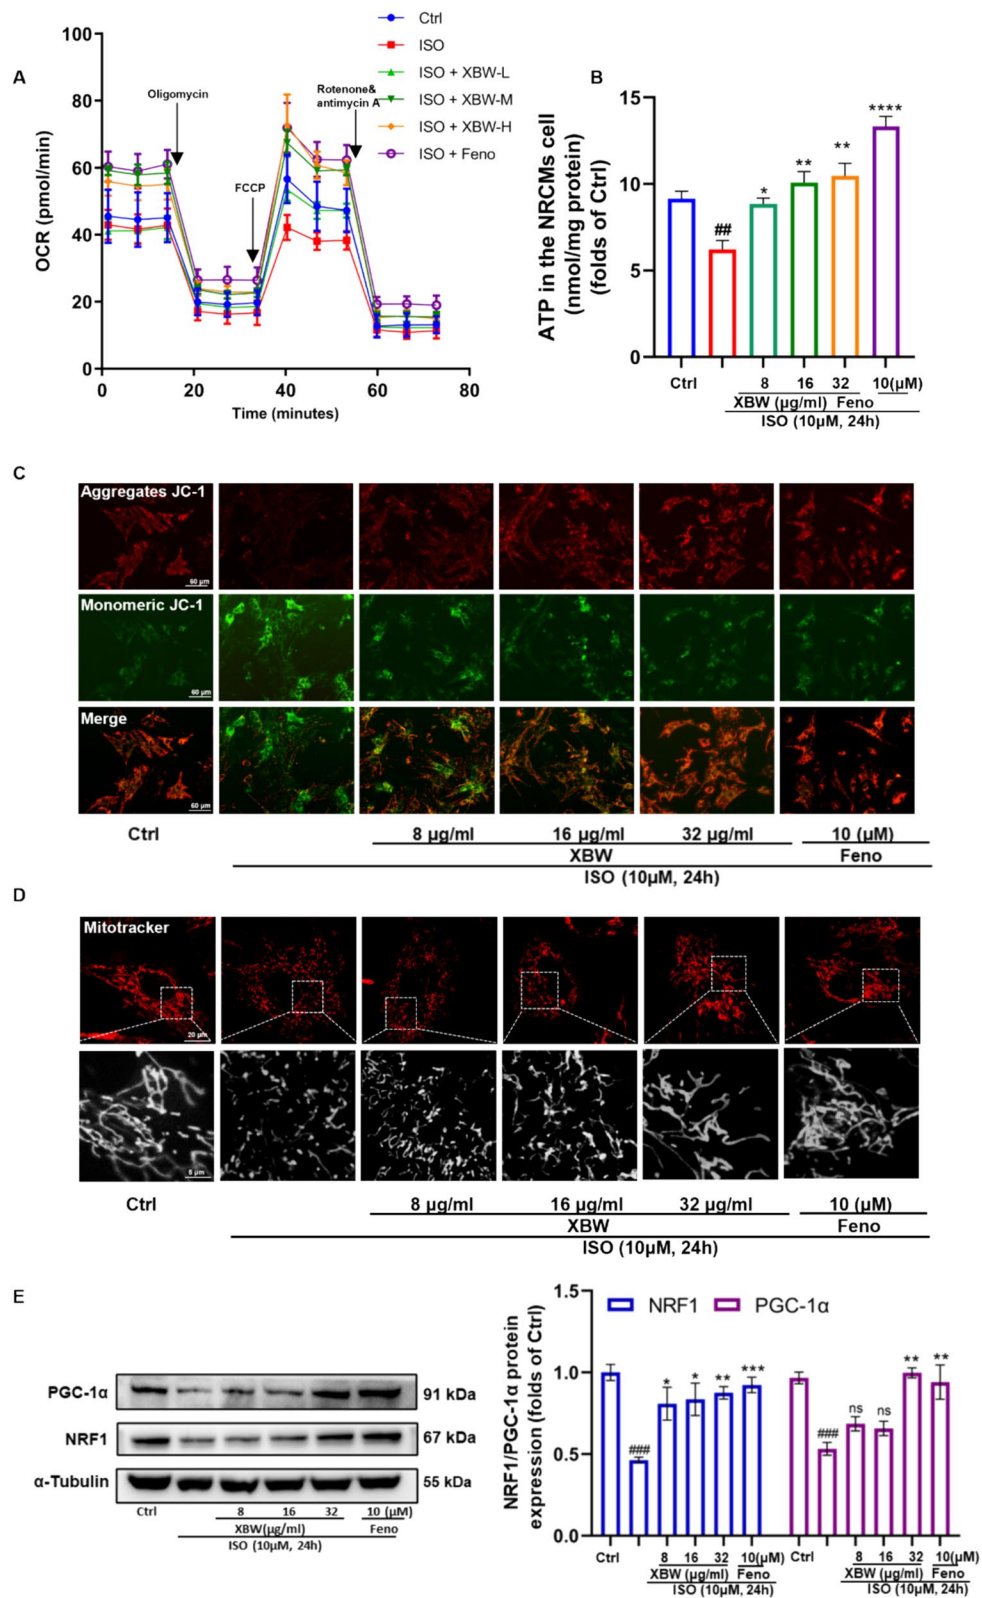 A
OCR (pmol/min)
100
80
60
40
20
0
0 20 40 60 80
Time (minutes)
Oligomycin
FCCP
Rotenone&
antimycin A
Ctrl
ISO
ISO + XBW-L
ISO + XBW-M
ISO + XBW-H
ISO + Feno
B
ATP in the NRCMs cell
(nmol/mg protein)
(folds of Ctrl)
15
10
5
0
##
*
**
**
****
Ctrl 8 16 32 10(μM)
XBW (μg/ml) Feno
ISO (10μM, 24h)
C
Aggregates JC-1
60 μm
Monomeric JC-1
60 μm
Merge
60 μm
Ctrl 8 μg/ml 16 μg/ml 32 μg/ml 10 (μM)
XBW Feno
ISO (10μM, 24h)
D
Mitotracker
20 μm
5 μm
Ctrl 8 μg/ml 16 μg/ml 32 μg/ml 10 (μM)
XBW Feno
ISO (10μM, 24h)
E
PGC-1α 91 kDa
NRF1 67 kDa
α-Tubulin 55 kDa
Ctrl 8 16 32 10 (μM)
XBW(μg/ml) Feno
ISO (10μM, 24h)
NRF1/PGC-1α protein
expression (folds of Ctrl)
1.5
1.0
0.5
0.0
NRF1 PGC-1α
### * * ** *** ### ns ns ** **
Ctrl 8 16 32 10(μM) Ctrl 8 16 32 10(μM)
XBW (μg/ml) Feno XBW (μg/ml) Feno
ISO (10μM, 24h) ISO (10μM, 24h)